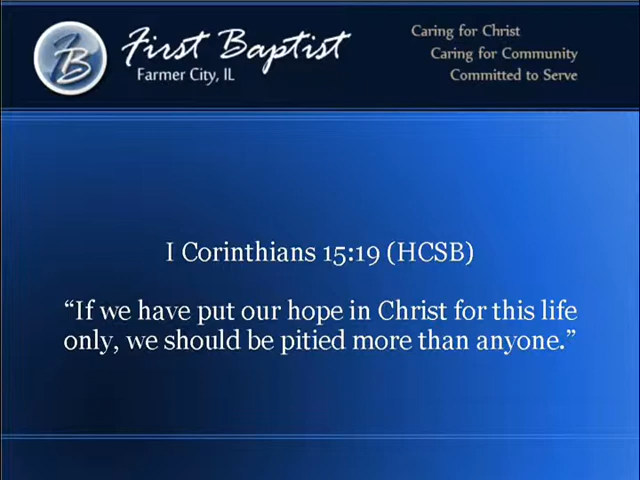 FB
First Baptist
Farmer City, IL
Caring for Christ
Caring for Community
Committed to Serve
I Corinthians 15:19 (HCSB)
“If we have put our hope in Christ for this life
only, we should be pitied more than anyone.”